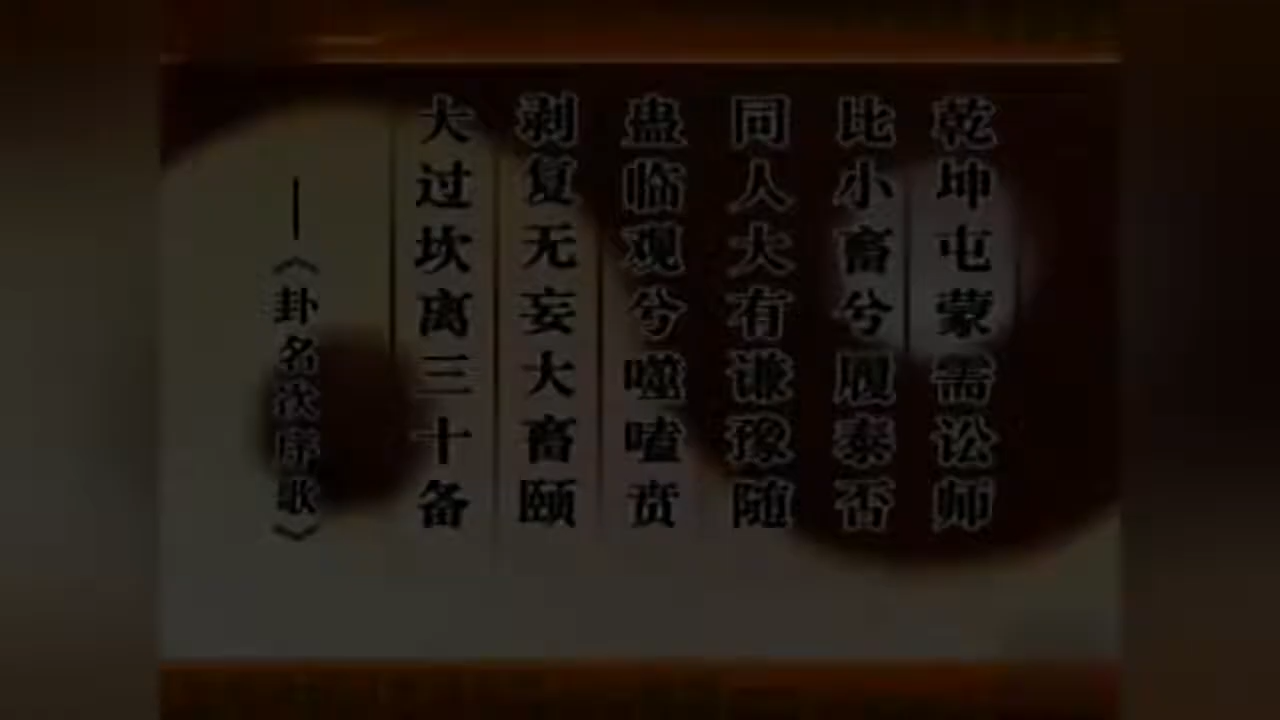 乾坤屯蒙需讼师
比小畜兮履泰否
同人大有谦豫随
蛊临观兮噬嗑贲
剥复无妄大畜颐
大过坎离三十备
—《卦名次序歌》